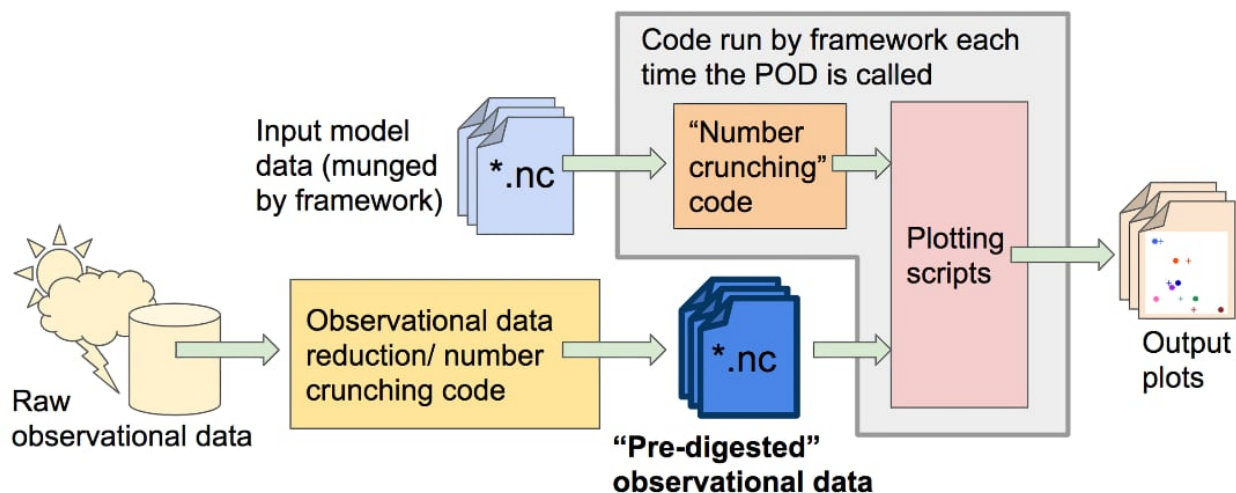 Code run by framework each
time the POD is called
Input model
data (munged
by framework)
*.nc
“Number
crunching”
code
Plotting
scripts
Output
plots
Raw
observational data
Observational data
reduction/ number
crunching code
*.nc
“Pre-digested”
observational data